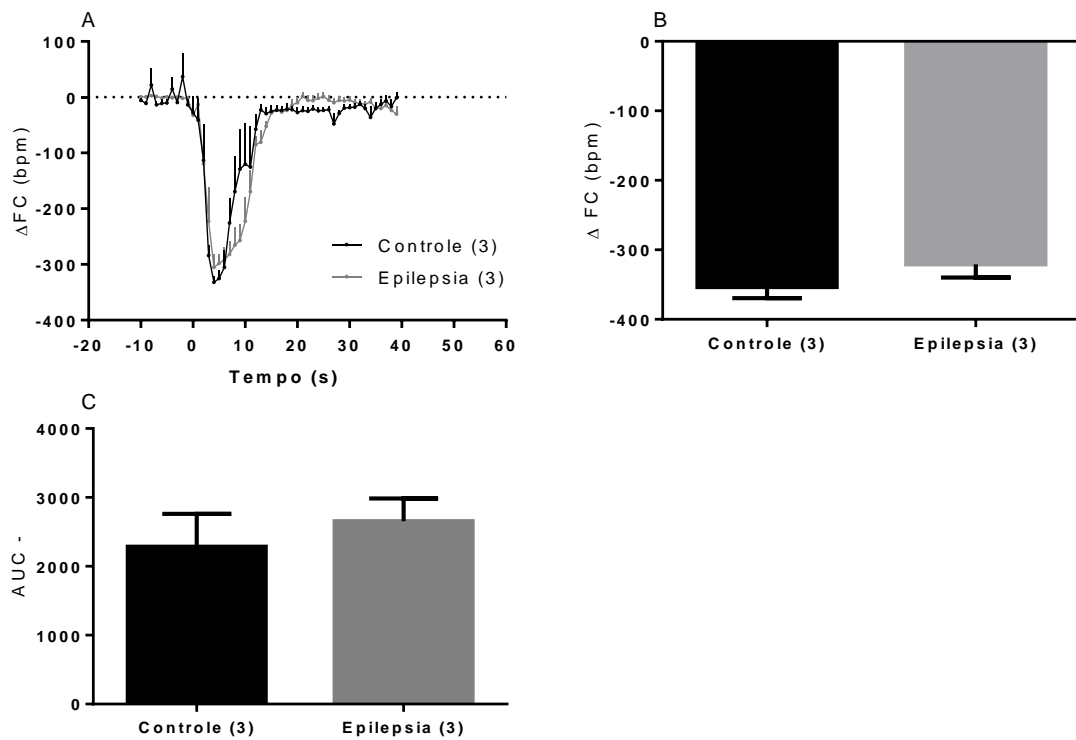 A
100
0
-100
-200
-300
-400
ΔFC (bpm)
-20
-10
0
10
20
30
40
50
60
Tempo (s)
Controle (3)
Epilepsia (3)
B
0
-100
-200
-300
-400
Δ FC (bpm)
Controle (3)
Epilepsia (3)
C
4000
3000
2000
1000
0
AUC -
Controle (3)
Epilepsia (3)